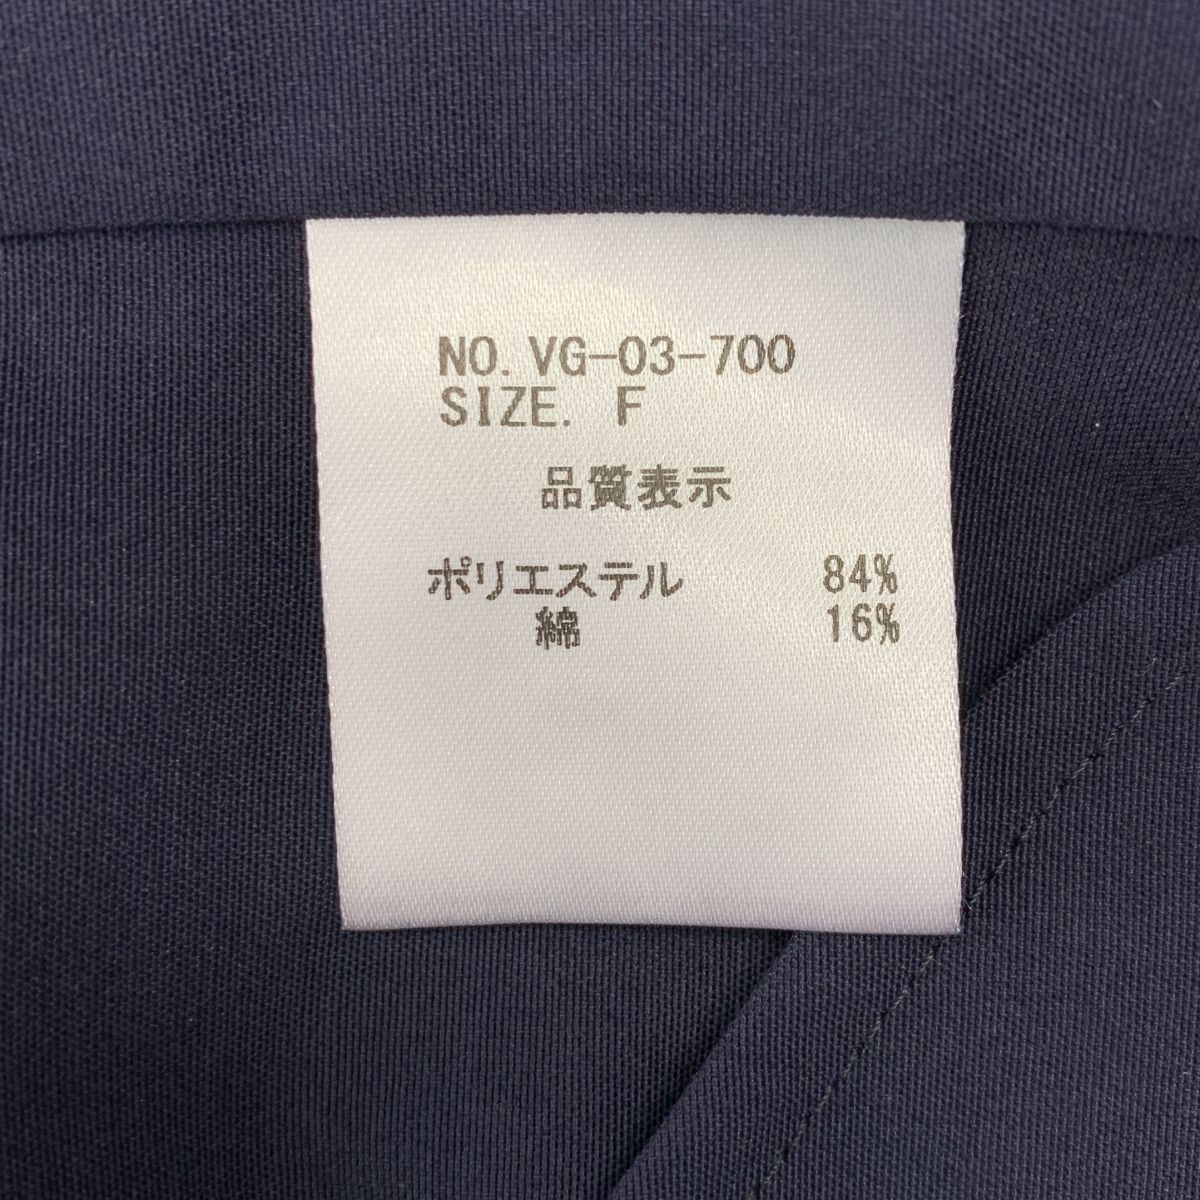 NO. VG-03-700
SIZE. F
品質表示
ポリエステル 84%
綿 16%